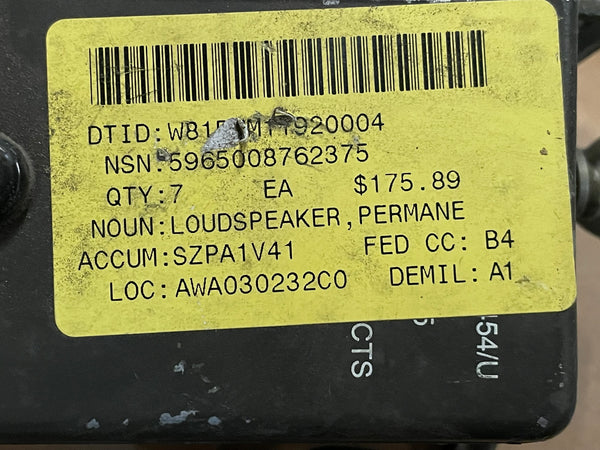 NSN:5965008762375
QTY:7 EA $175.89
NOUN:LOUDSPEAKER,PERMANE
ACCUM:SZPA1V41 FED CC: B4
LOC:AWA030232C0 DEMIL: A1
DTID:
454/U
CTS